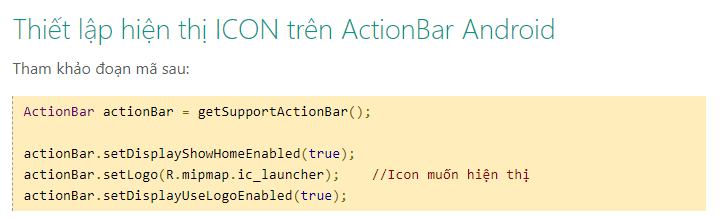 Thiết lập hiện thị ICON trên ActionBar Android
Tham khảo đoạn mã sau:
ActionBar actionBar = getSupportActionBar();
actionBar.setDisplayShowHomeEnabled(true);
actionBar.setLogo(R.mipmap.ic_launcher);    //Icon muốn hiện thị
actionBar.setDisplayUseLogoEnabled(true);